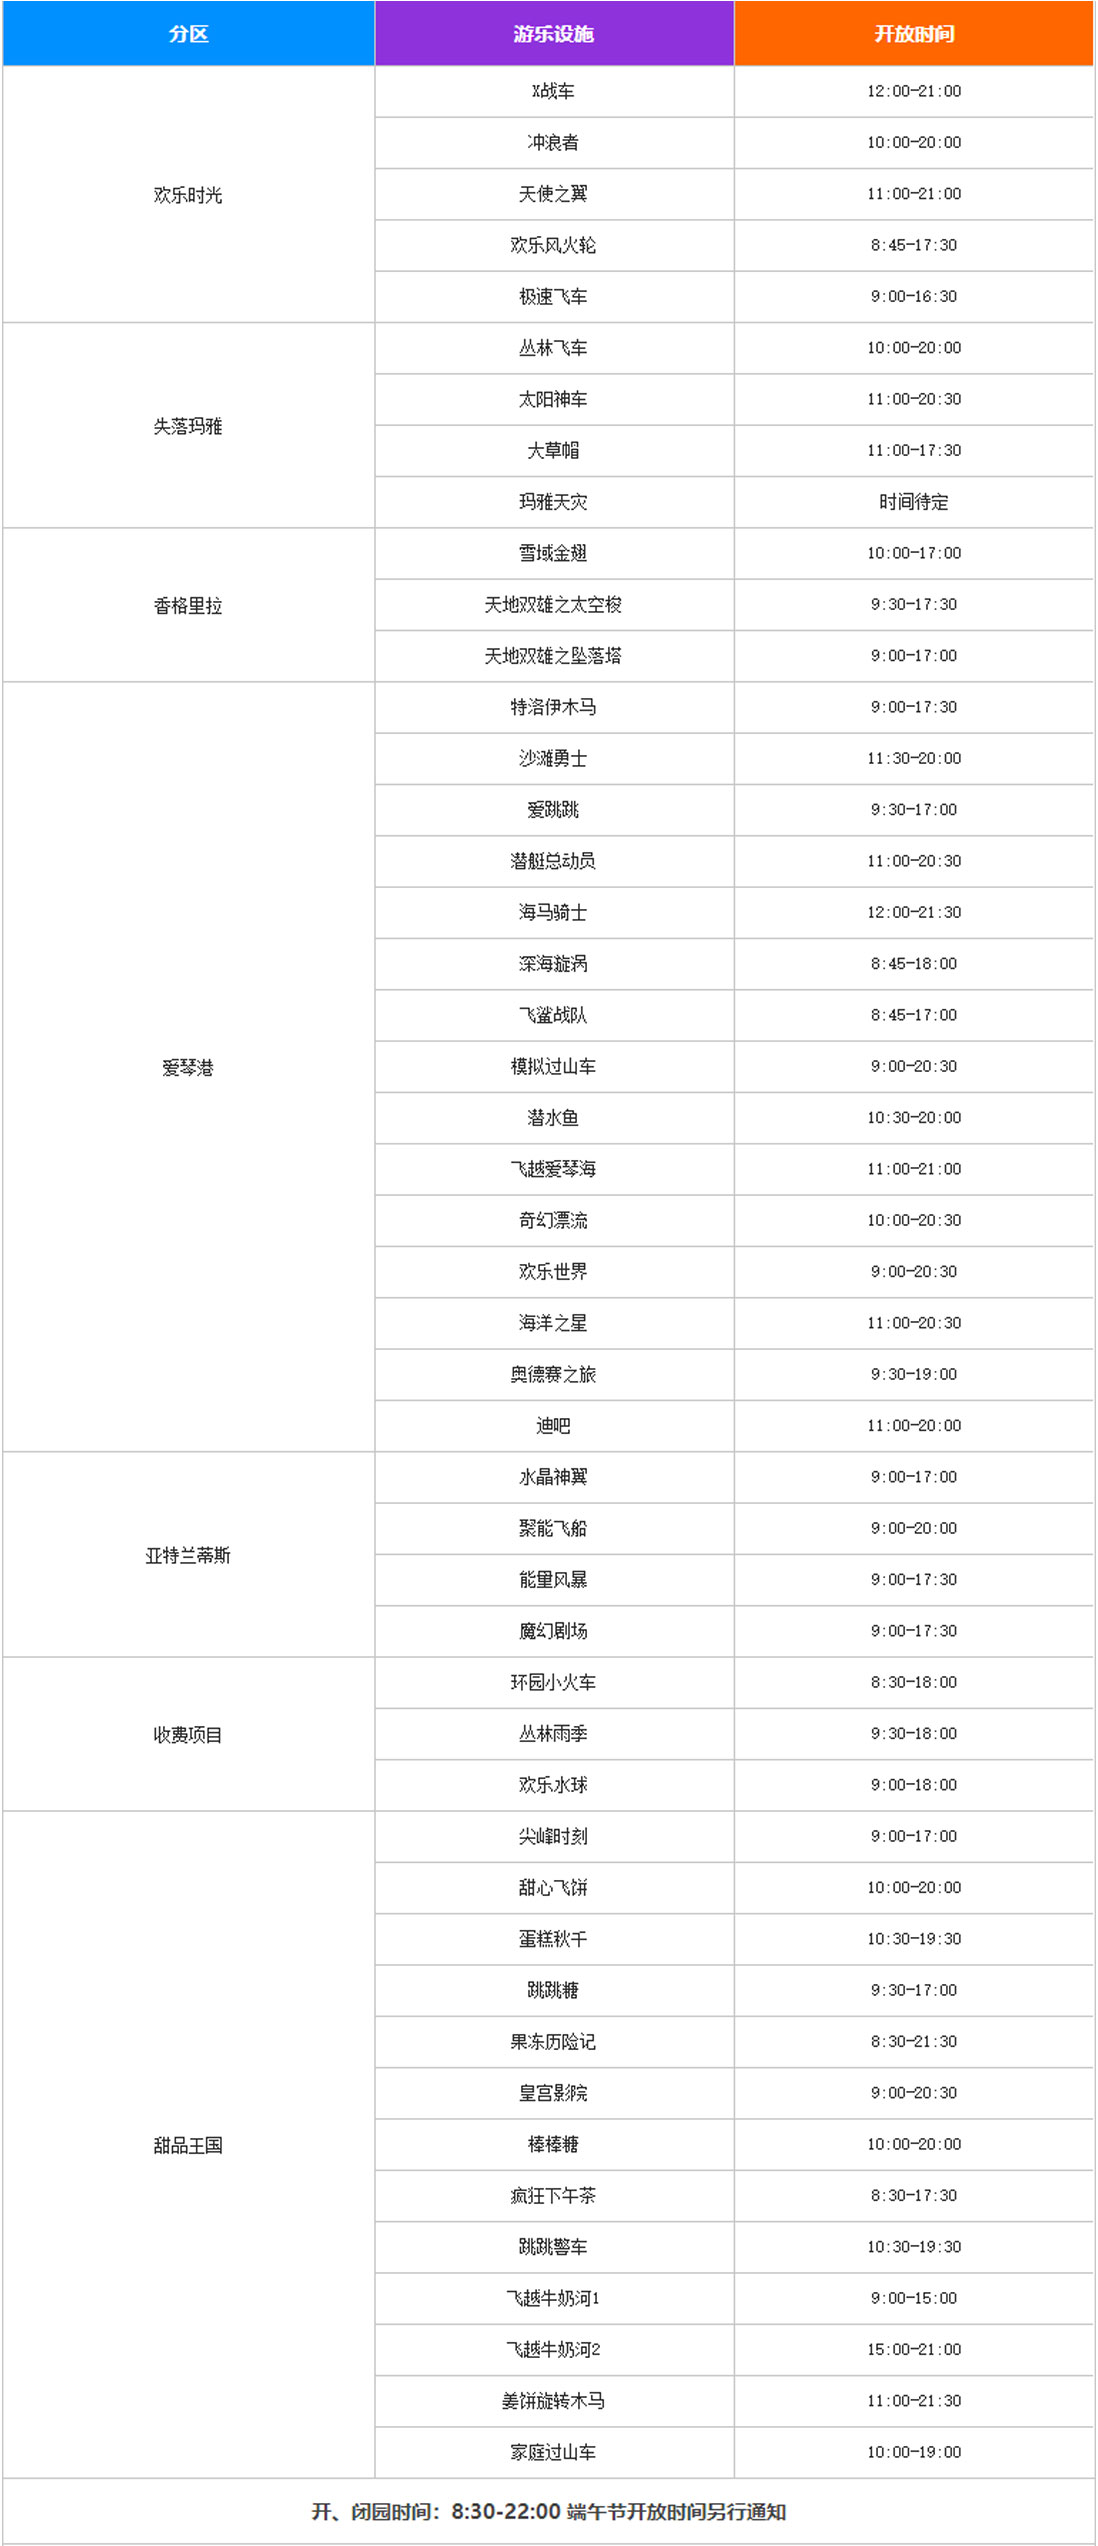 分区 游乐设施 开放时间
欢乐时光
X战车 12:00-21:00
冲浪者 10:00-20:00
天使之翼 11:00-21:00
欢乐风火轮 8:45-17:30
极速飞车 9:00-16:30
失落玛雅
丛林飞车 10:00-20:00
太阳神车 11:00-20:30
大草帽 11:00-17:30
玛雅天灾 时间待定
香格里拉
雪域金翅 10:00-17:00
天地双雄之太空梭 9:30-17:30
天地双雄之坠落塔 9:00-17:00
爱琴港
特洛伊木马 9:00-17:30
沙滩勇士 11:30-20:00
爱跳跳 9:30-17:00
潜艇总动员 11:00-20:30
海马骑士 12:00-21:30
深海漩涡 8:45-18:00
飞鲨战队 8:45-17:00
模拟过山车 9:00-20:30
潜水鱼 10:30-20:00
飞越爱琴海 11:00-21:00
奇幻漂流 10:00-20:30
欢乐世界 9:00-20:30
海洋之星 11:00-20:30
奥德赛之旅 9:30-19:00
迪吧 11:00-20:00
亚特兰蒂斯
水晶神翼 9:00-17:00
聚能飞船 9:00-20:00
能量风暴 9:00-17:30
魔幻剧场 9:00-17:30
收费项目
环园小火车 8:30-18:00
丛林雨季 9:30-18:00
欢乐水球 9:00-18:00
甜品王国
尖峰时刻 9:00-17:00
甜心飞饼 10:00-20:00
蛋糕秋千 10:30-19:30
跳跳糖 9:30-17:00
果冻历险记 8:30-21:30
皇宫影院 9:00-20:30
棒棒糖 10:00-20:00
疯狂下午茶 8:30-17:30
跳跳警车 10:30-19:30
飞越牛奶河1 9:00-15:00
飞越牛奶河2 15:00-21:00
姜饼旋转木马 11:00-21:30
家庭过山车 10:00-19:00
开、闭园时间：8:30-22:00 端午节开放时间另行通知